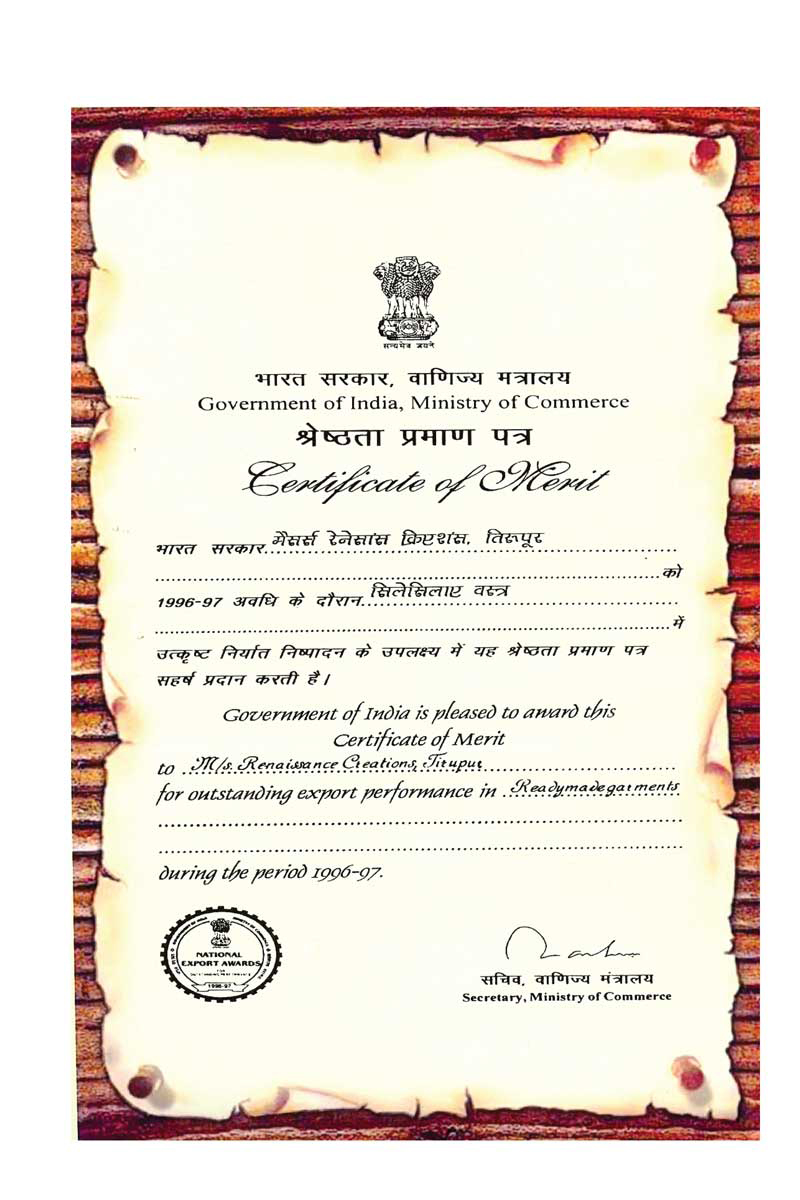 सत्यमेव जयते
भारत सरकार, वाणिज्य मंत्रालय
Government of India, Ministry of Commerce
श्रेष्ठता प्रमाण पत्र
Certificate of Merit
भारत सरकार मैसर्स रेनेसांस क्रिएशंस, तिरूपूर
को
1996-97 अवधि के दौरान सिलेसिलाए वस्त्र
में
उत्कृष्ट निर्यात निष्पादन के उपलक्ष्य में यह श्रेष्ठता प्रमाण पत्र
सहर्ष प्रदान करती है।
Government of India is pleased to award this
Certificate of Merit
to M/s. Renaissance Creations, Tirupur
for outstanding export performance in Readymade garments
during the period 1996-97.
NATIONAL
EXPORT AWARDS
FOR
1996-97
सचिव, वाणिज्य मंत्रालय
Secretary, Ministry of Commerce